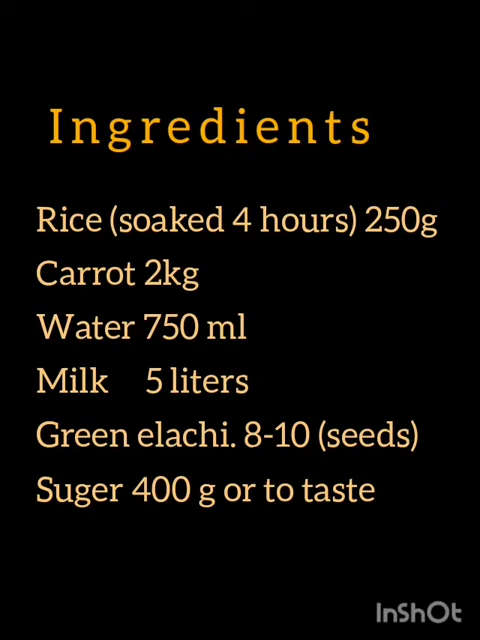 Ingredients
Rice (soaked 4 hours) 250g
Carrot 2kg
Water 750 ml
Milk 5 liters
Green elachi. 8-10 (seeds)
Suger 400 g or to taste
InShOt